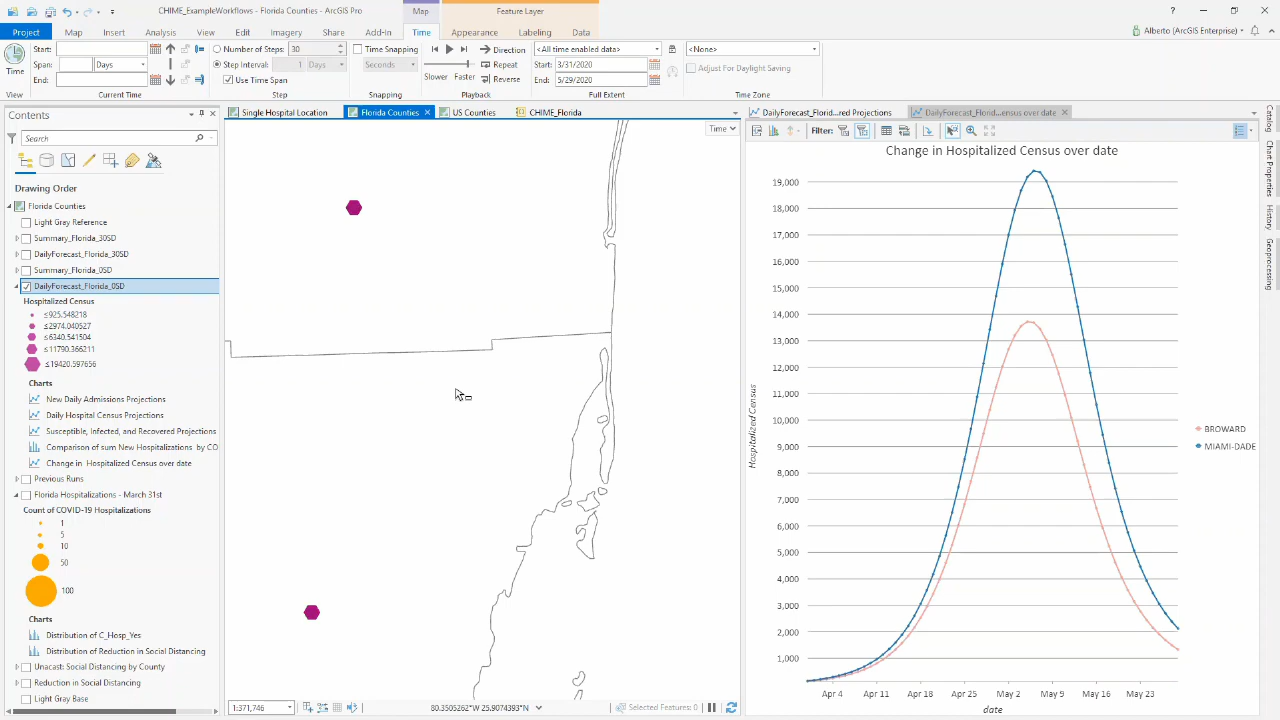 CHIME_ExampleWorkflows - Florida Counties - ArcGIS Pro
Map
Feature Layer
?
Project
Map
Insert
Analysis
View
Edit
Imagery
Share
Add-In
Time
Appearance
Labeling
Data
Alberto (ArcGIS Enterprise)
Time
View
Start:
Span:
Days
End:
Current Time
Number of Steps:
30
Step Interval:
1
Days
Use Time Span
Step
Time Snapping
Seconds
Snapping
Slower
Faster
Direction
Repeat
Reverse
Playback
<All time enabled data>
Start:
3/31/2020
End:
5/29/2020
Full Extent
<None>
Adjust For Daylight Saving
Time Zone
Contents
Search
Drawing Order
Florida Counties
Light Gray Reference
Summary_Florida_30SD
DailyForecast_Florida_30SD
Summary_Florida_0SD
DailyForecast_Florida_0SD
Hospitalized Census
≤925.548218
≤2974.040527
≤6340.541504
≤11790.366211
≤19420.597656
Charts
New Daily Admissions Projections
Daily Hospital Census Projections
Susceptible, Infected, and Recovered Projections
Comparison of sum New Hospitalizations by CO
Change in Hospitalized Census over date
Previous Runs
Florida Hospitalizations - March 31st
Count of COVID-19 Hospitalizations
1
5
10
50
100
Charts
Distribution of C_Hosp_Yes
Distribution of Reduction in Social Distancing
Unacast: Social Distancing by County
Reduction in Social Distancing
Light Gray Base
Single Hospital Location
Florida Counties
US Counties
CHIME_Florida
Time
1:371,746
80.3505262°W 25.9074393°N
Selected Features: 0
DailyForecast_Florid...red Projections
DailyForecast_Florid...ensus over date
Filter:
Change in Hospitalized Census over date
19,000
18,000
17,000
16,000
15,000
14,000
13,000
12,000
11,000
10,000
9,000
8,000
7,000
6,000
5,000
4,000
3,000
2,000
1,000
Hospitalized Census
Apr 4
Apr 11
Apr 18
Apr 25
May 2
May 9
May 16
May 23
date
BROWARD
MIAMI-DADE
Catalog
Chart Properties
History
Geoprocessing